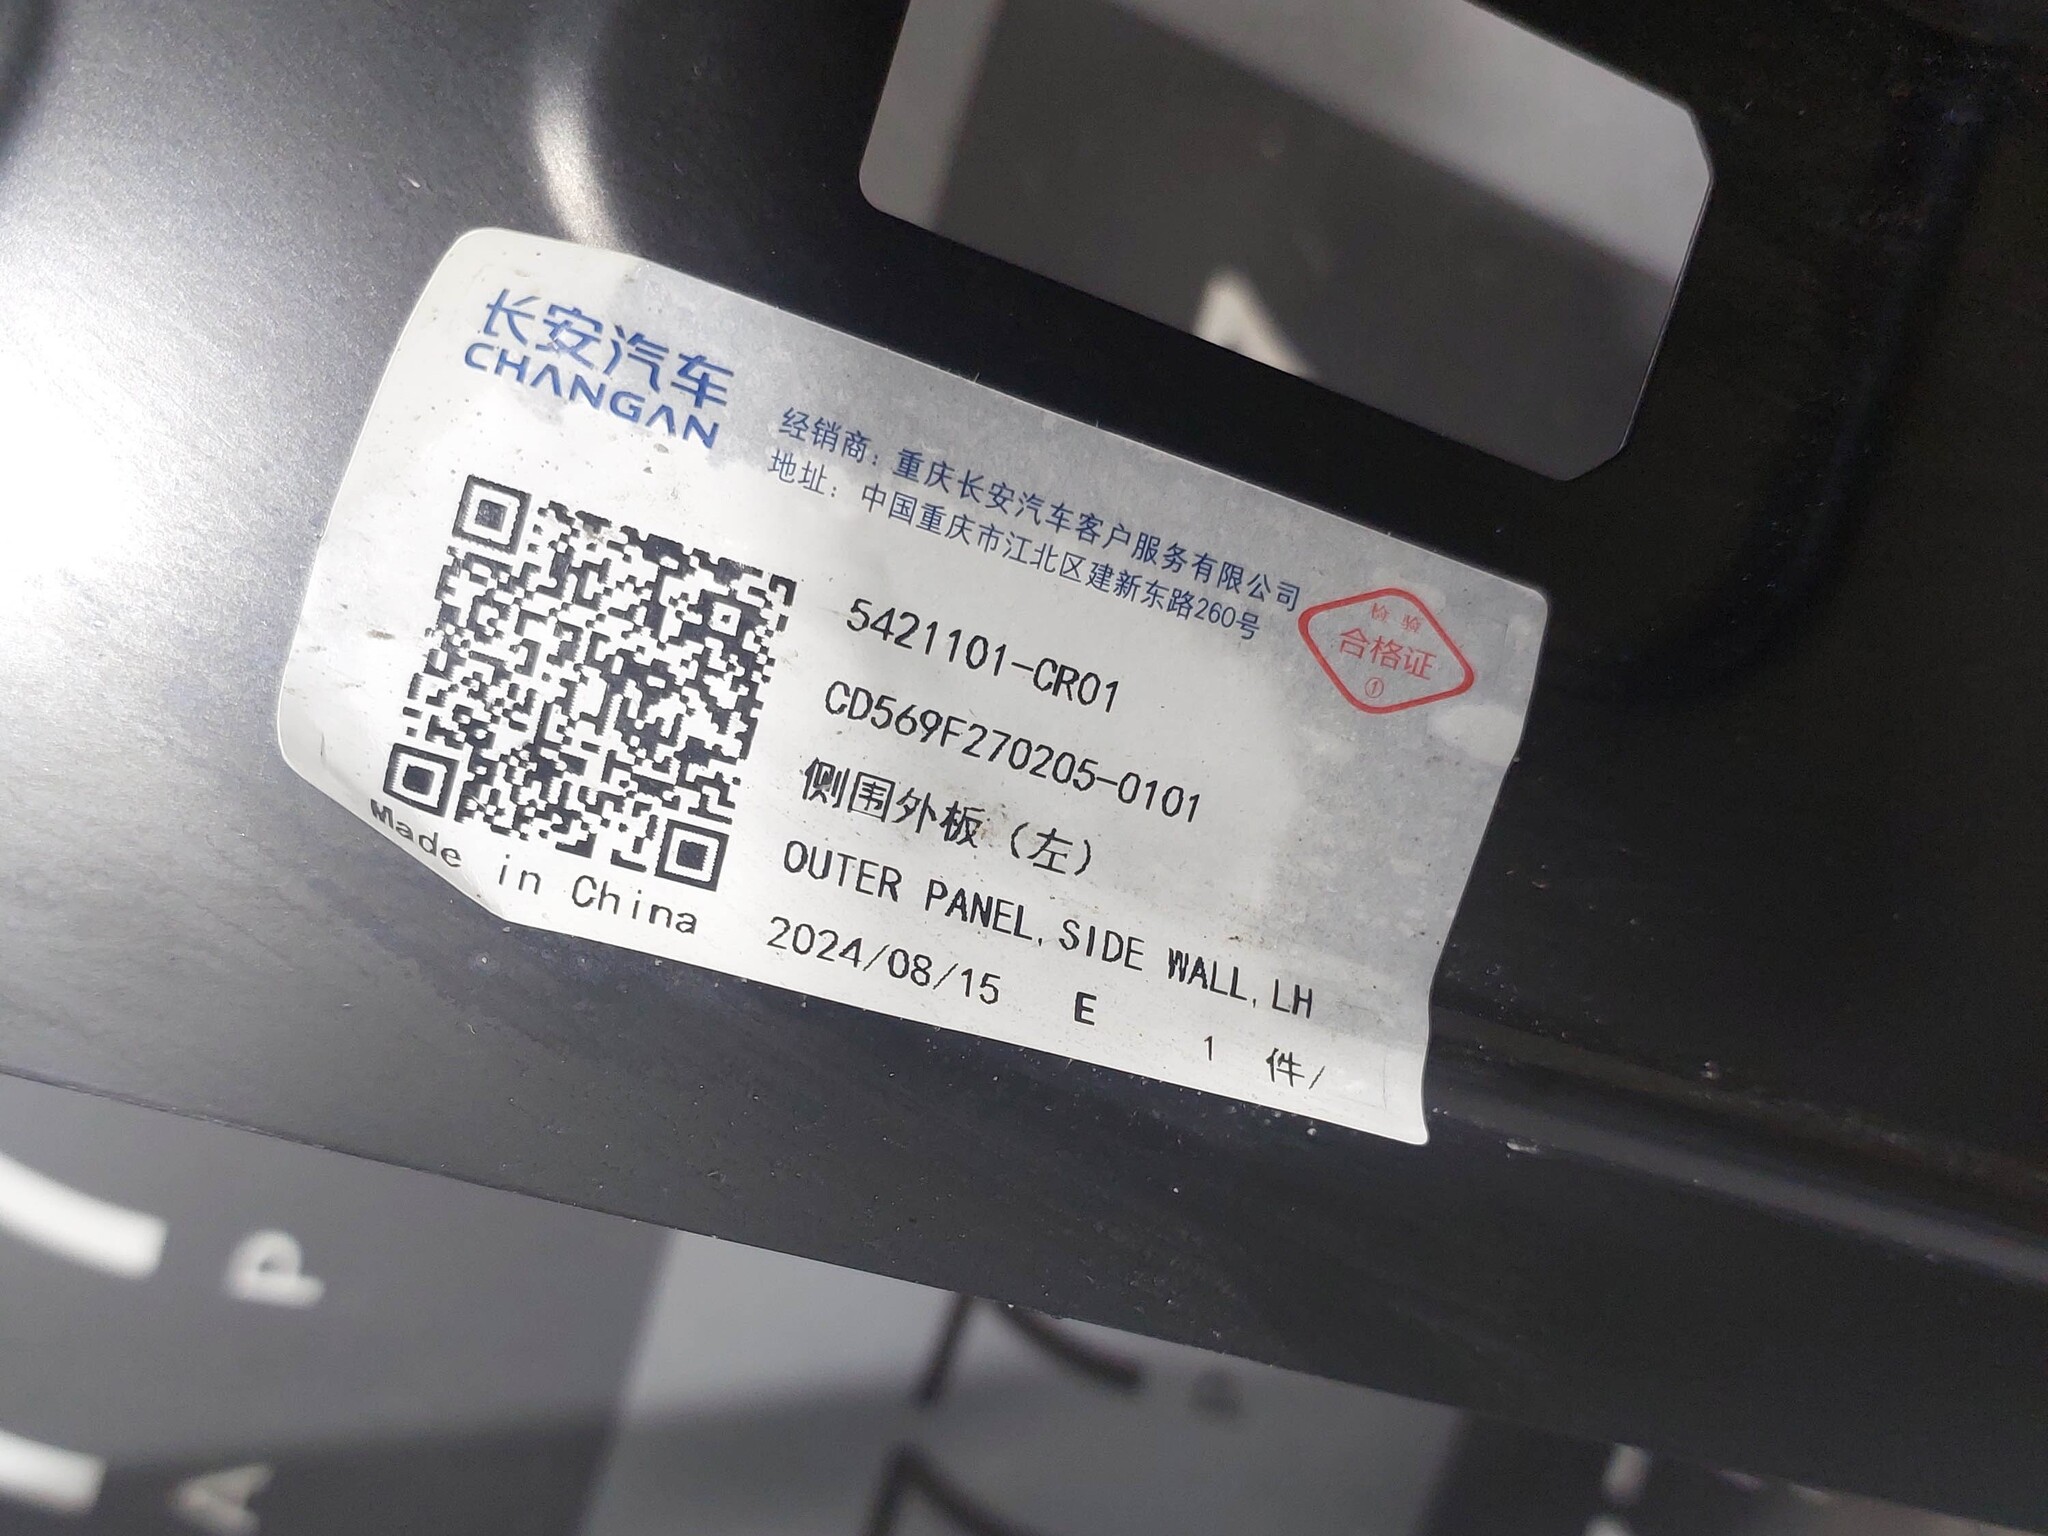 长安汽车
CHANGAN
经销商：重庆长安汽车客户服务有限公司
地址：中国重庆市江北区建新东路260号
检验
合格证
①
5421101-CR01
CD569F270205-0101
侧围外板（左）
OUTER PANEL,SIDE WALL,LH
2024/08/15 E 1 件/
Made in China
P
A